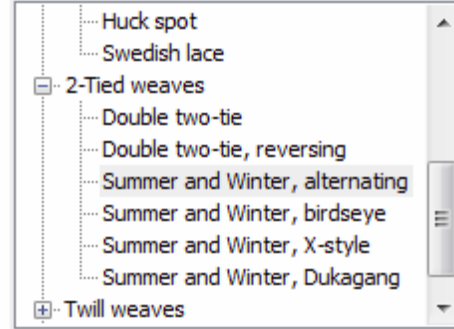 Huck spot
Swedish lace
2-Tied weaves
Double two-tie
Double two-tie, reversing
Summer and Winter, alternating
Summer and Winter, birdseye
Summer and Winter, X-style
Summer and Winter, Dukagang
Twill weaves